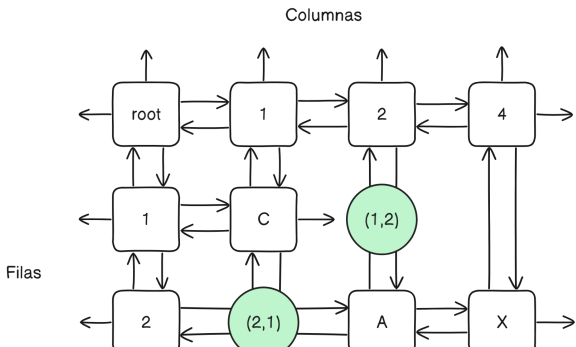 Columnas
root 1 2 4
1 C (1,2)
Filas
2 (2,1) A X